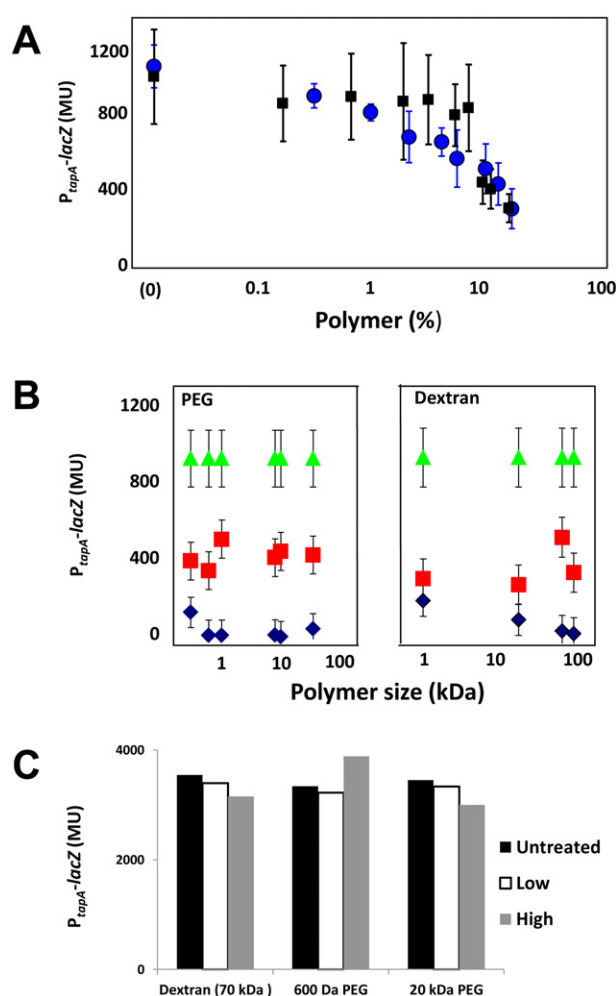 A
P_tapA-lacZ (MU)
1200
800
400
0
(0)
0.1
1
10
100
Polymer (%)
B
P_tapA-lacZ (MU)
1200
800
400
0
PEG
Dextran
1
10
100
1
10
100
Polymer size (kDa)
C
P_tapA-lacZ (MU)
4000
2000
0
Untreated
Low
High
Dextran (70 kDa )
600 Da PEG
20 kDa PEG